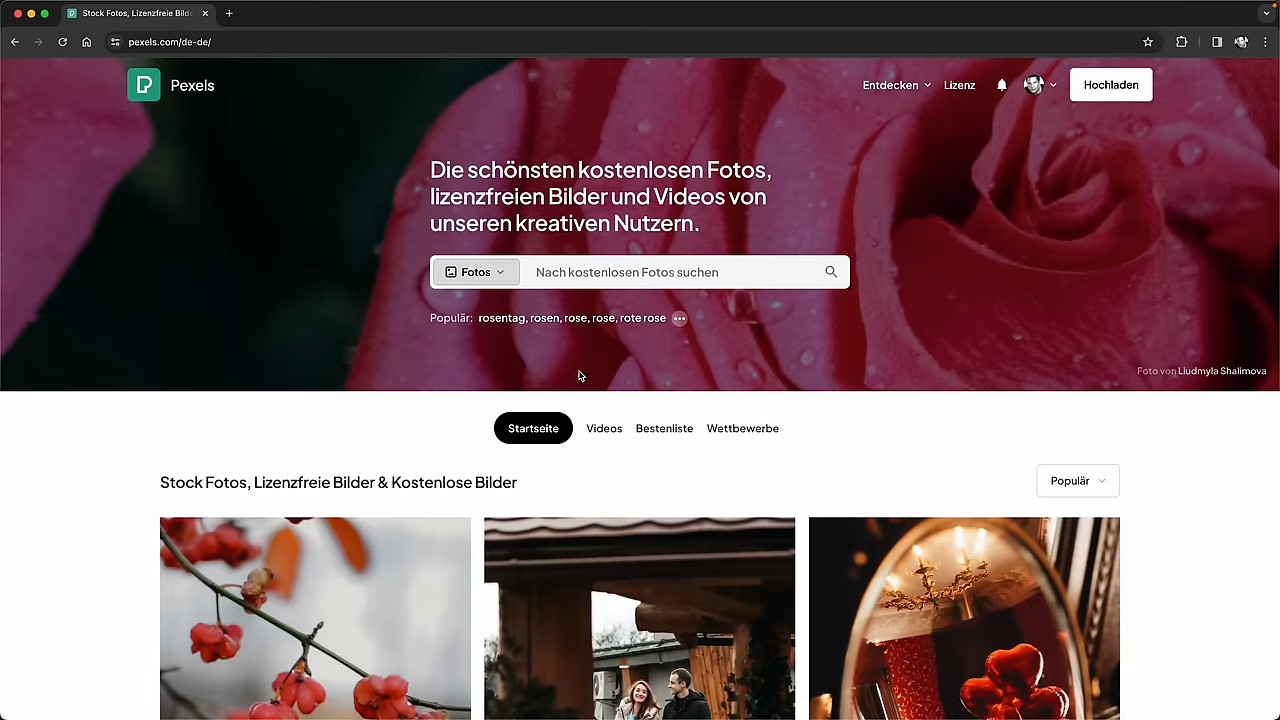 Stock Fotos, Lizenzfreie Bilde
pexels.com/de-de/
Pexels
Entdecken
Lizenz
Hochladen
Die schönsten kostenlosen Fotos,
lizenzfreien Bilder und Videos von
unseren kreativen Nutzern.
Fotos
Nach kostenlosen Fotos suchen
Populär: rosentag, rosen, rose, rose, rote rose
Foto von Liudmyla Shalimova
Startseite
Videos
Bestenliste
Wettbewerbe
Stock Fotos, Lizenzfreie Bilder & Kostenlose Bilder
Populär